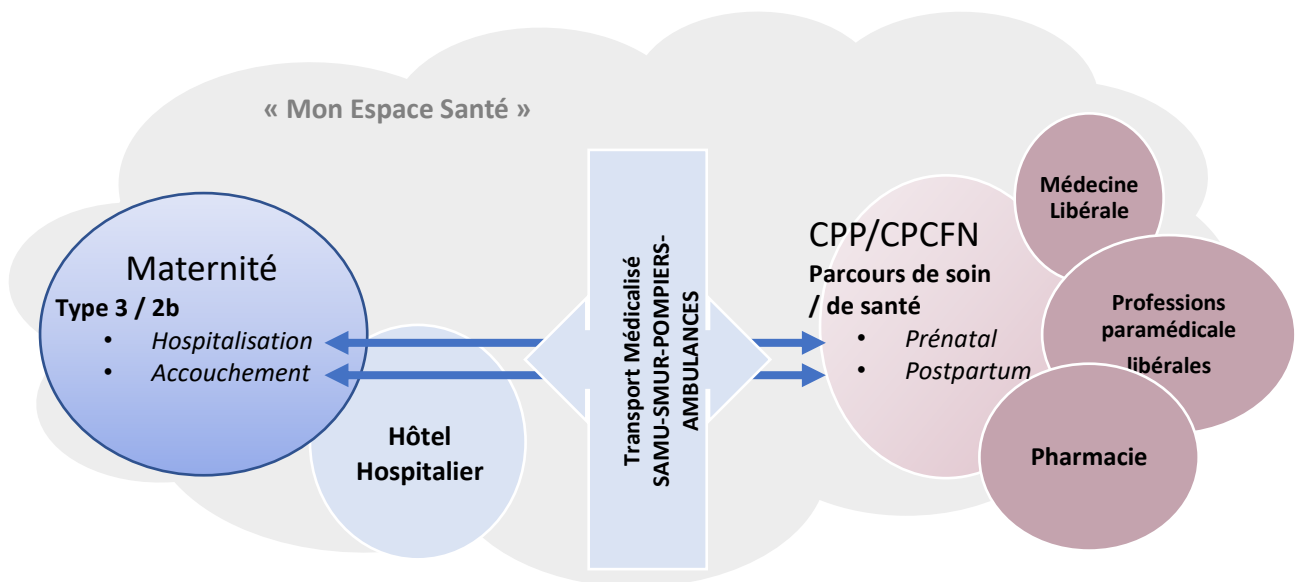 « Mon Espace Santé »
Maternité
Type 3 / 2b
• Hospitalisation
• Accouchement
Hôtel
Hospitalier
Transport Médicalisé
SAMU-SMUR-POMPIERS-
AMBULANCES
CPP/CPCFN
Parcours de soin
/ de santé
• Prénatal
• Postpartum
Médecine
Libérale
Professions
paramédicale
libérales
Pharmacie